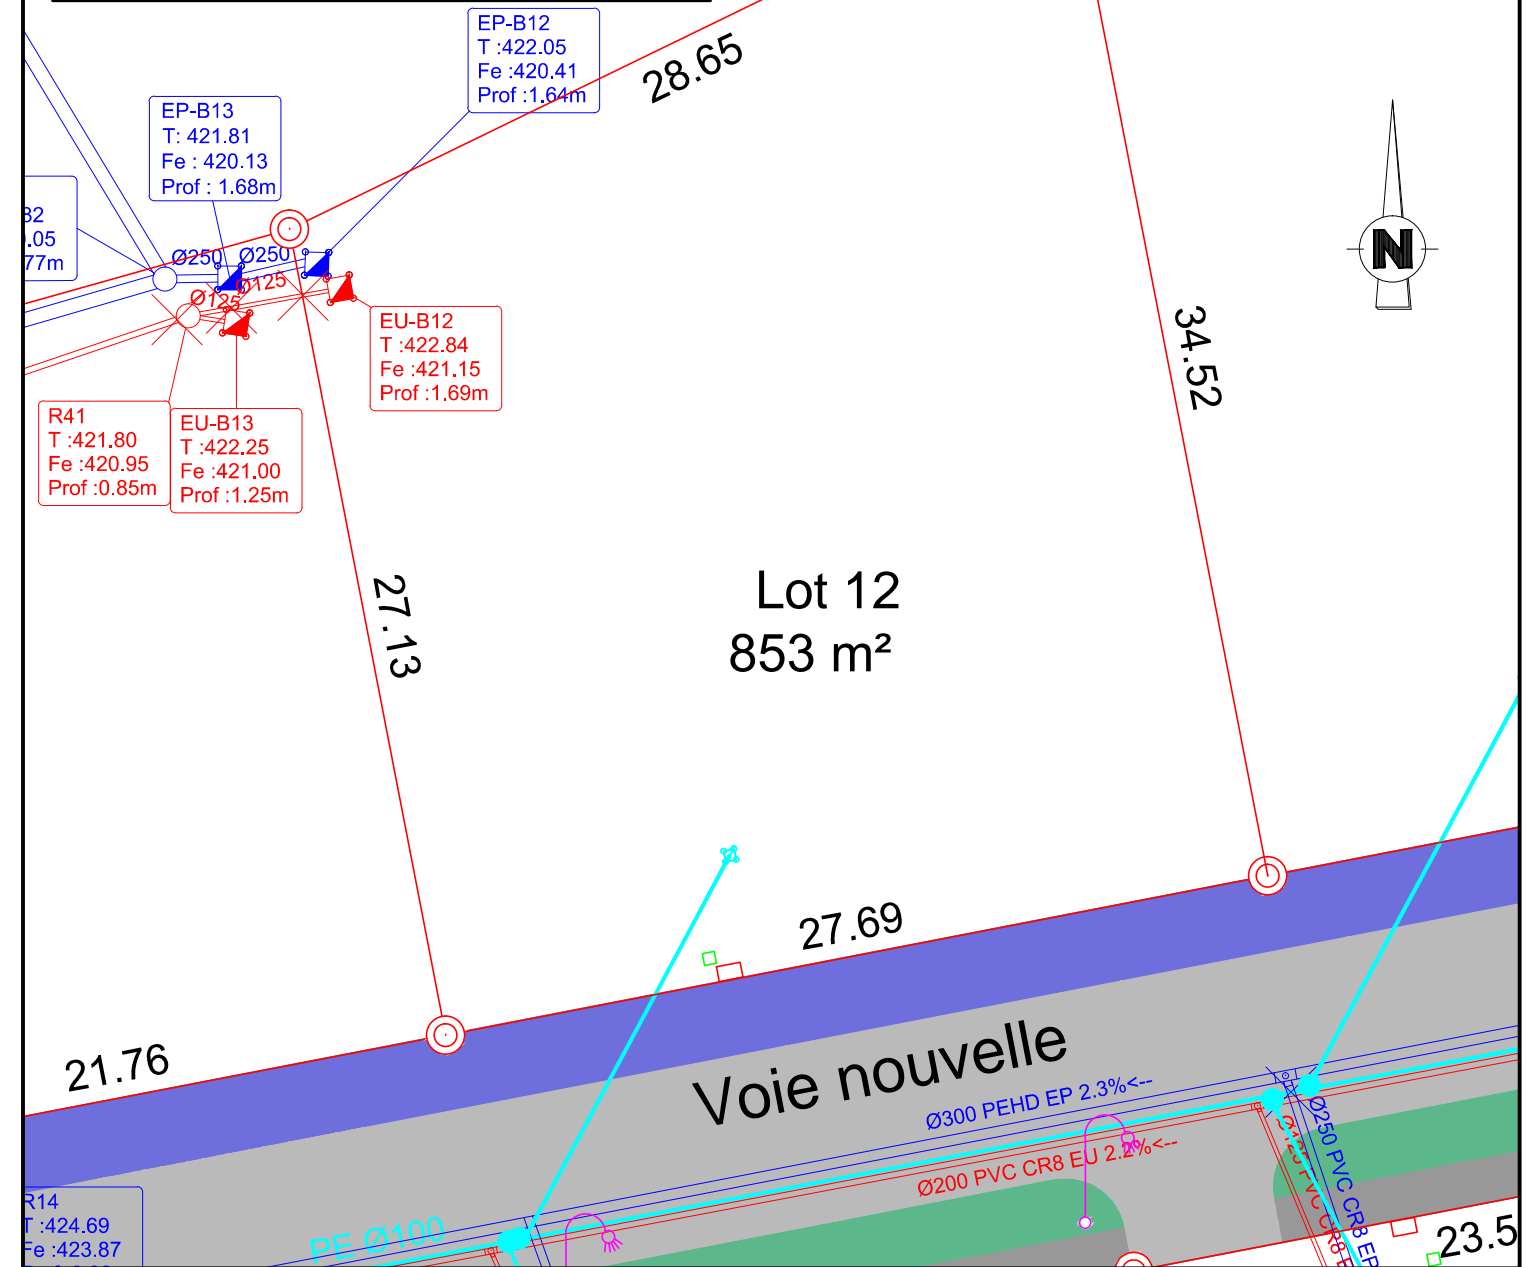 EP-B12
T :422.05
Fe :420.41
Prof :1.64m
28.65
EP-B13
T: 421.81
Fe : 420.13
Prof : 1.68m
.05
77m
Ø250
Ø250
Ø125
Ø125
N
EU-B12
T :422.84
Fe :421.15
Prof :1.69m
34.52
R41
T :421.80
Fe :420.95
Prof :0.85m
EU-B13
T :422.25
Fe :421.00
Prof :1.25m
27.13
Lot 12
853 m²
27.69
21.76
Voie nouvelle
Ø300 PEHD EP 2.3%<--
Ø200 PVC CR8 EU 2.2%<--
Ø250 PVC CR8 EP
PVC CR8
PE Ø100
R14
T :424.69
Fe :423.87
23.5